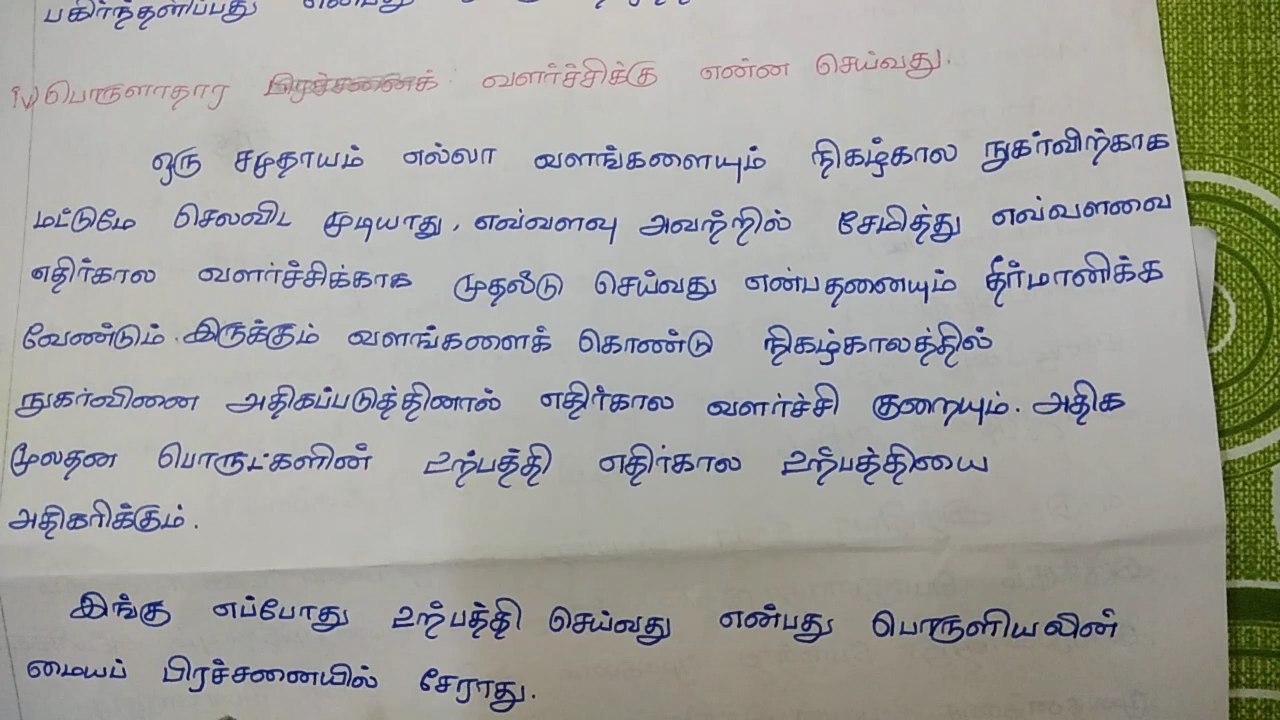 பகிர்ந்தளிப்பது
iv) பொருளாதார வளர்ச்சிக்கு என்ன செய்வது.
ஒரு சமுதாயம் எல்லா வளங்களையும் நிகழ்கால நுகர்விற்காக
மட்டுமே செலவிட முடியாது, எவ்வளவு அவற்றில் சேமித்து எவ்வளவை
எதிர்கால வளர்ச்சிக்காக முதலீடு செய்வது என்பதனையும் தீர்மானிக்க
வேண்டும். இருக்கும் வளங்களைக் கொண்டு நிகழ்காலத்தில்
நுகர்வினை அதிகப்படுத்தினால் எதிர்கால வளர்ச்சி குறையும். அதிக
மூலதன பொருட்களின் உற்பத்தி எதிர்கால உற்பத்தியை
அதிகரிக்கும்.
இங்கு எப்போது உற்பத்தி செய்வது என்பது பொருளியலின்
மையப் பிரச்சனையில் சேராது.